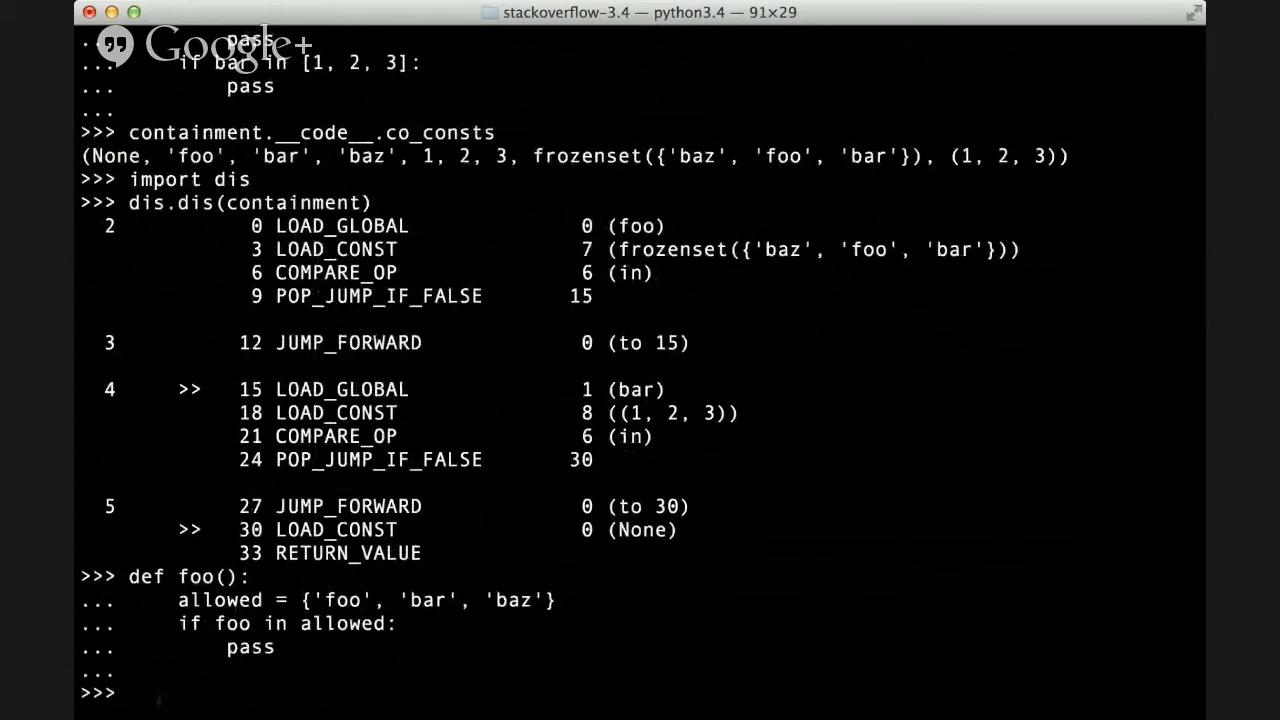 stackoverflow-3.4 — python3.4 — 91×29
... pass
Google+
... if bar in [1, 2, 3]:
... pass
...
>>> containment.__code__.co_consts
(None, 'foo', 'bar', 'baz', 1, 2, 3, frozenset({'baz', 'foo', 'bar'}), (1, 2, 3))
>>> import dis
>>> dis.dis(containment)
2 0 LOAD_GLOBAL 0 (foo)
3 LOAD_CONST 7 (frozenset({'baz', 'foo', 'bar'}))
6 COMPARE_OP 6 (in)
9 POP_JUMP_IF_FALSE 15
3 12 JUMP_FORWARD 0 (to 15)
4 >> 15 LOAD_GLOBAL 1 (bar)
18 LOAD_CONST 8 ((1, 2, 3))
21 COMPARE_OP 6 (in)
24 POP_JUMP_IF_FALSE 30
5 27 JUMP_FORWARD 0 (to 30)
>> 30 LOAD_CONST 0 (None)
33 RETURN_VALUE
>>> def foo():
... allowed = {'foo', 'bar', 'baz'}
... if foo in allowed:
... pass
...
>>>